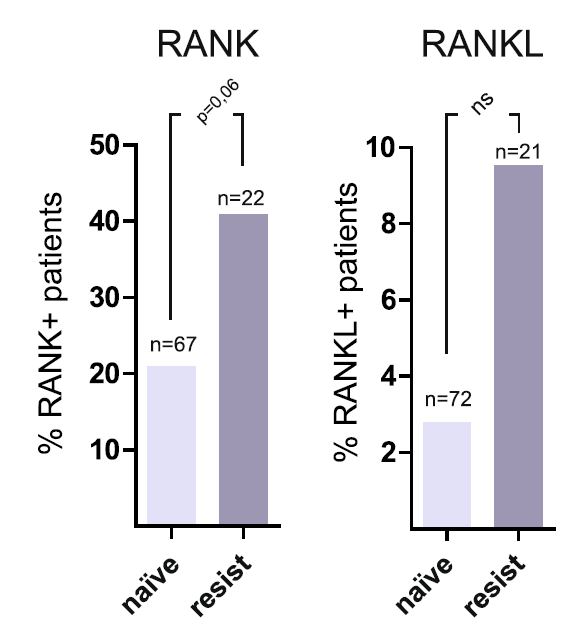 RANK
p=0,06
% RANK+ patients
50
40
30
20
10
n=67
n=22
naïve
resist
RANKL
ns
% RANKL+ patients
10
8
6
4
2
n=72
n=21
naïve
resist